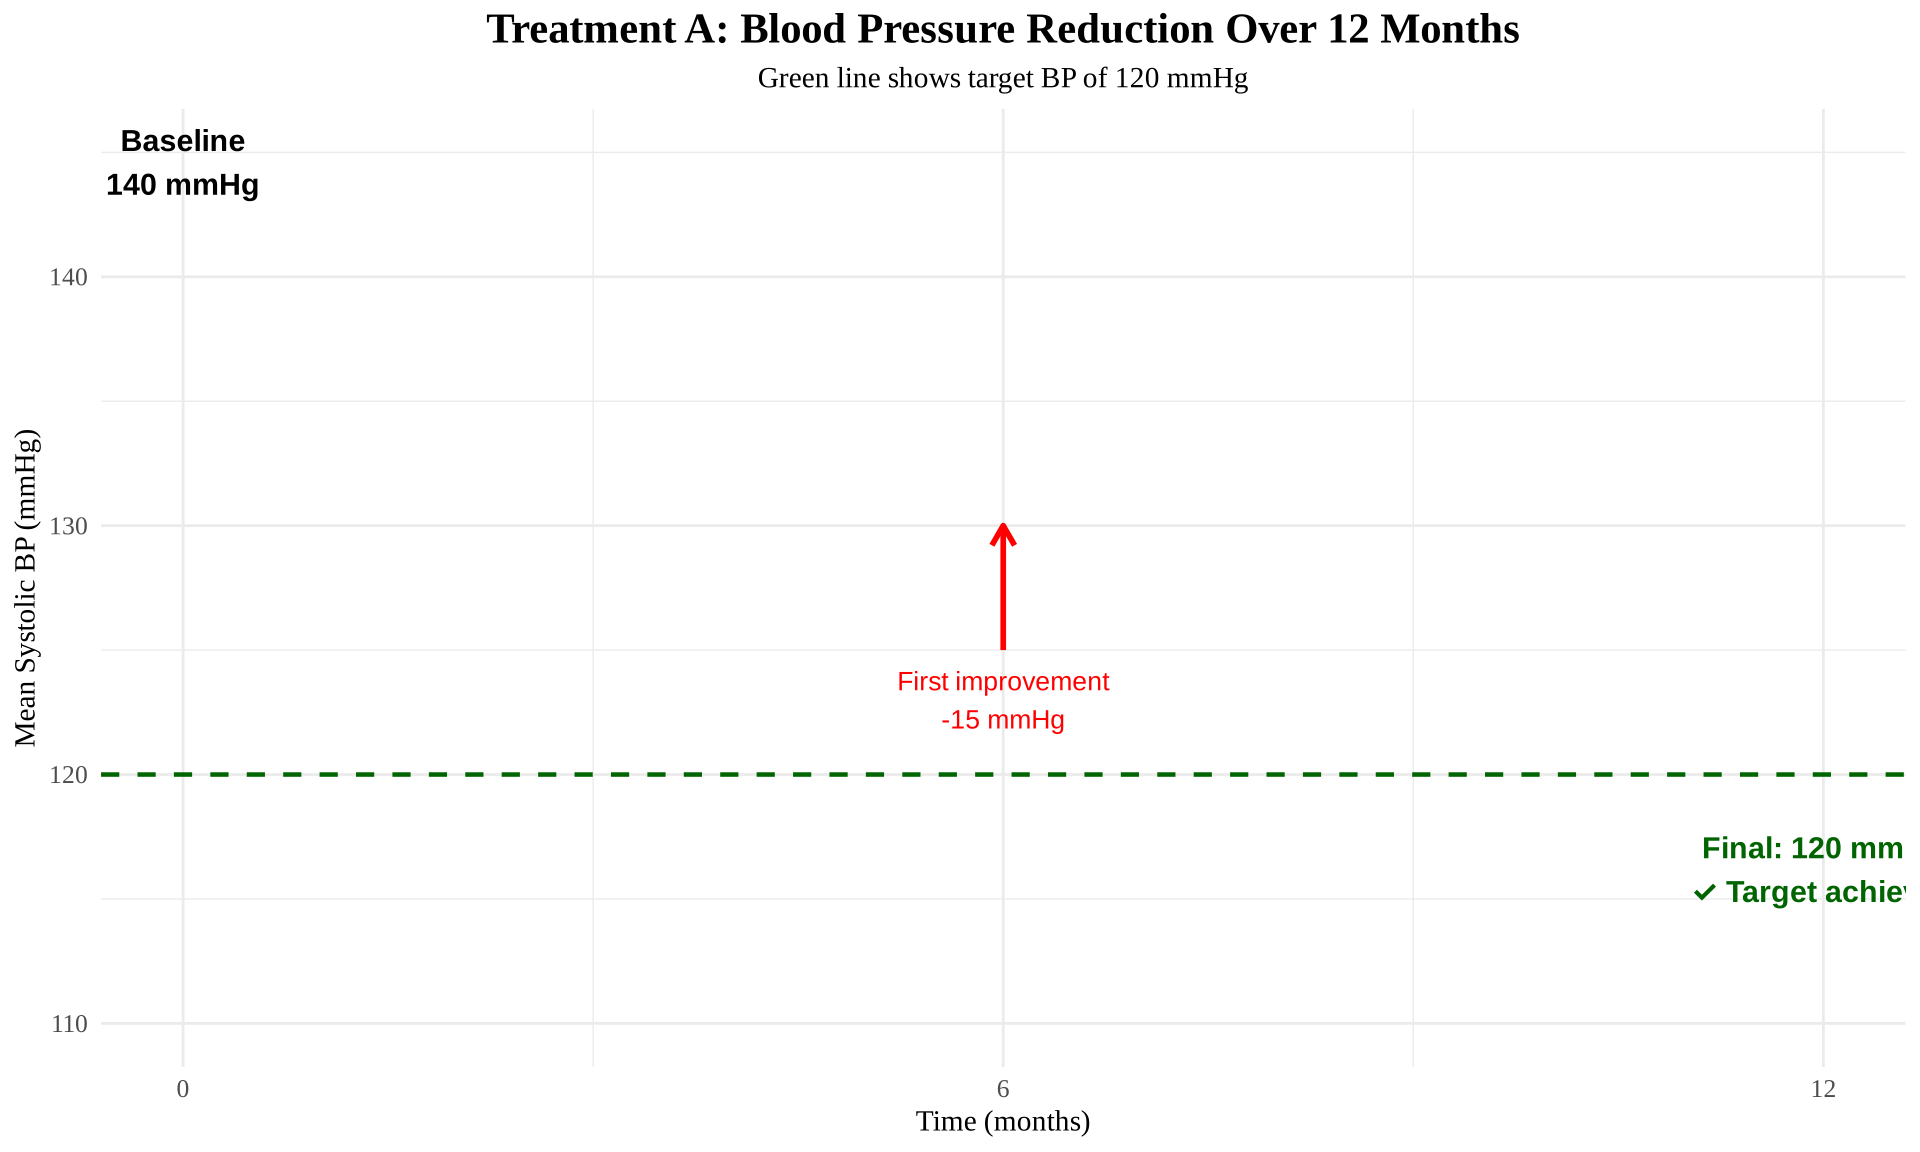 Treatment A: Blood Pressure Reduction Over 12 Months
Green line shows target BP of 120 mmHg
Baseline
140 mmHg
Mean Systolic BP (mmHg)
140
130
120
110
First improvement
-15 mmHg
Final: 120 mm
✓ Target achiev
0
6
12
Time (months)